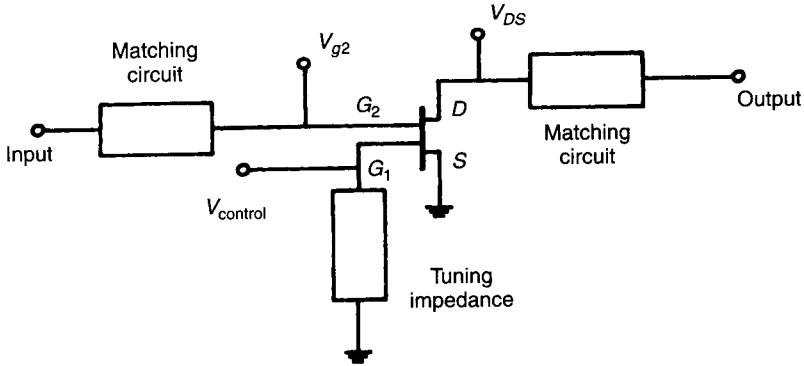 V_DS
Matching
circuit
V_g2
G_2
D
Output
Input
Matching
circuit
G_1
S
V_control
Tuning
impedance